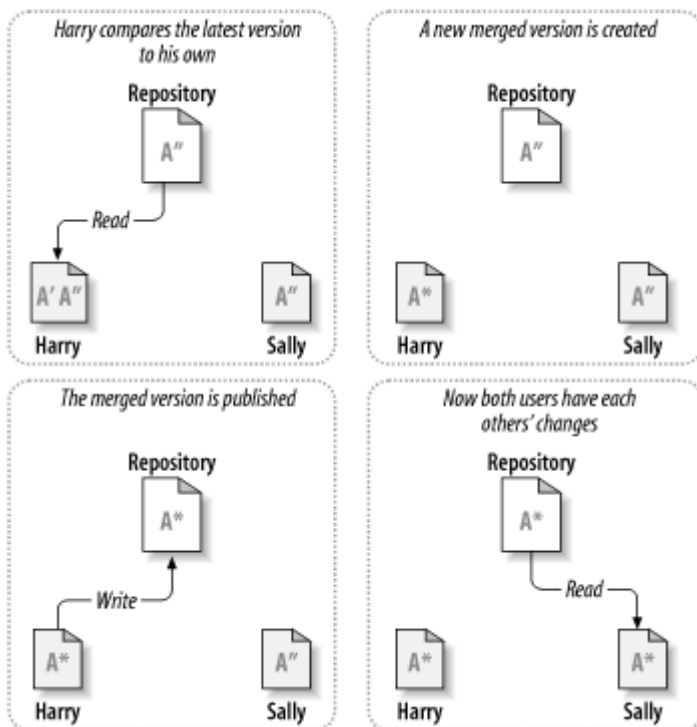 Harry compares the latest version
to his own
Repository
A″
Read
A′ A″
A″
Harry
Sally
A new merged version is created
Repository
A″
A*
A″
Harry
Sally
The merged version is published
Repository
A*
Write
A*
A″
Harry
Sally
Now both users have each
others’ changes
Repository
A*
Read
A*
A*
Harry
Sally